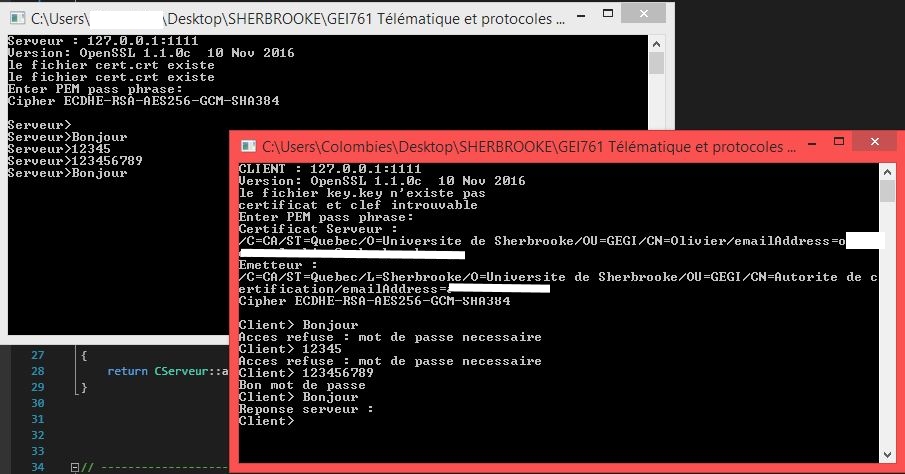 C:\Users\ \Desktop\SHERBROOKE\GEI761 Télématique et protocoles ...
Serveur : 127.0.0.1:1111
Version: OpenSSL 1.1.0c 10 Nov 2016
le fichier cert.crt existe
le fichier cert.crt existe
Enter PEM pass phrase:
Cipher ECDHE-RSA-AES256-GCM-SHA384
Serveur>
Serveur>Bonjour
Serveur>12345
Serveur>123456789
Serveur>Bonjour
C:\Users\Colombies\Desktop\SHERBROOKE\GEI761 Télématique et protocoles ...
CLIENT : 127.0.0.1:1111
Version: OpenSSL 1.1.0c 10 Nov 2016
le fichier key.key n'existe pas
certificat et clef introuvable
Enter PEM pass phrase:
Certificat Serveur :
/C=CA/ST=Quebec/O=Universite de Sherbrooke/OU=GEGI/CN=Olivier/emailAddress=o
Emetteur :
/C=CA/ST=Quebec/L=Sherbrooke/O=Universite de Sherbrooke/OU=GEGI/CN=Autorite de c
ertification/emailAddress=
Cipher ECDHE-RSA-AES256-GCM-SHA384
Client> Bonjour
Acces refuse : mot de passe necessaire
Client> 12345
Acces refuse : mot de passe necessaire
Client> 123456789
Bon mot de passe
Client> Bonjour
Reponse serveur :
Client>
27 {
28 return CServeur::a
29 }
30
31
32
33
34 // --------------------